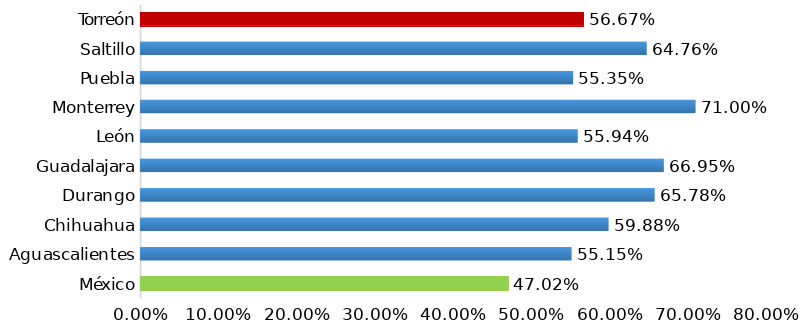 Torreón 56.67%
Saltillo 64.76%
Puebla 55.35%
Monterrey 71.00%
León 55.94%
Guadalajara 66.95%
Durango 65.78%
Chihuahua 59.88%
Aguascalientes 55.15%
México 47.02%
0.00% 10.00% 20.00% 30.00% 40.00% 50.00% 60.00% 70.00% 80.00%